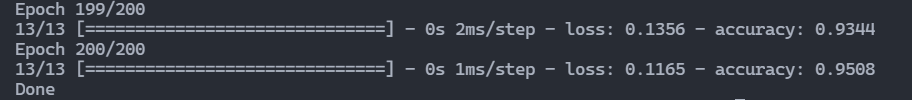 Epoch 199/200
13/13 [==============================] - 0s 2ms/step - loss: 0.1356 - accuracy: 0.9344
Epoch 200/200
13/13 [==============================] - 0s 1ms/step - loss: 0.1165 - accuracy: 0.9508
Done